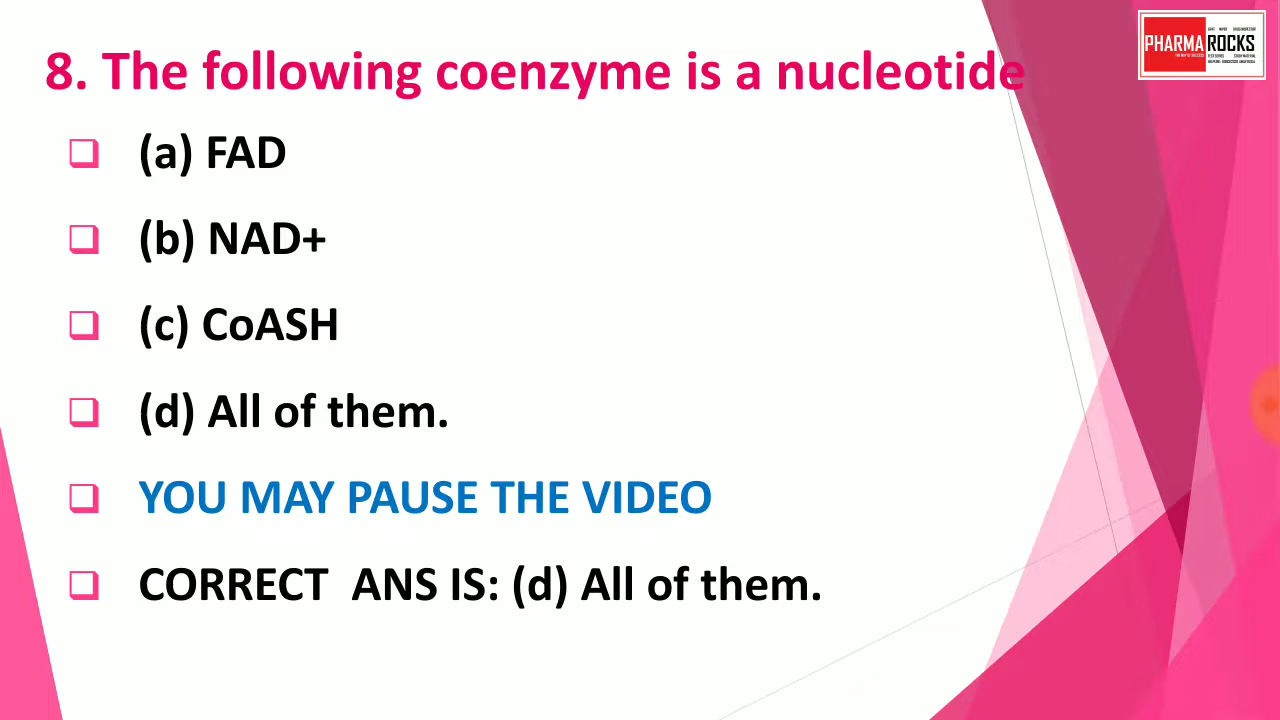 8. The following coenzyme is a nucleotide
(a) FAD
(b) NAD+
(c) CoASH
(d) All of them.
YOU MAY PAUSE THE VIDEO
CORRECT ANS IS: (d) All of them.
PHARMA ROCKS